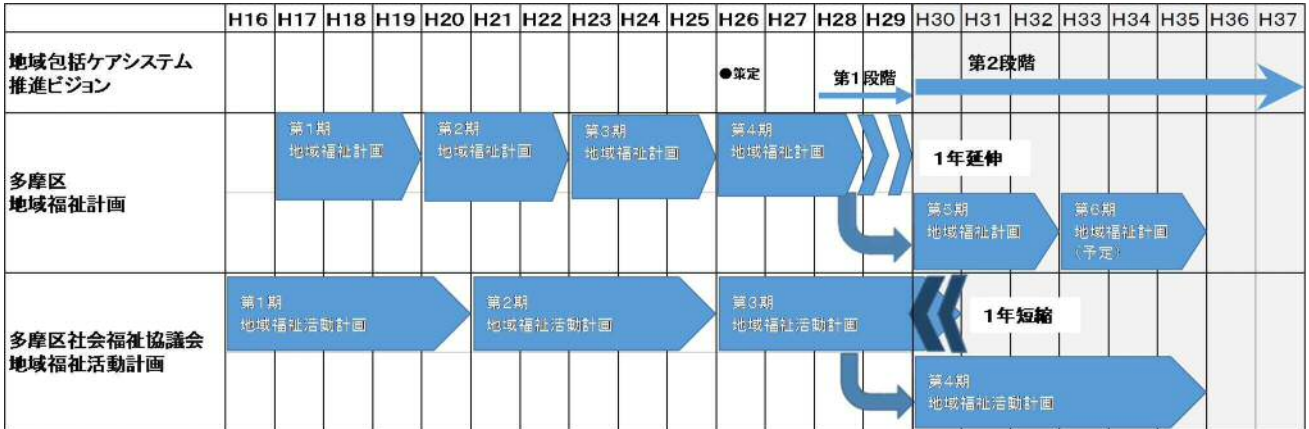 H16 H17 H18 H19 H20 H21 H22 H23 H24 H25 H26 H27 H28 H29 H30 H31 H32 H33 H34 H35 H36 H37
地域包括ケアシステム
推進ビジョン
●策定
第1段階
第2段階
多摩区
地域福祉計画
第1期
地域福祉計画
第2期
地域福祉計画
第3期
地域福祉計画
第4期
地域福祉計画
1年延伸
第5期
地域福祉計画
第6期
地域福祉計画
(予定)
多摩区社会福祉協議会
地域福祉活動計画
第1期
地域福祉活動計画
第2期
地域福祉活動計画
第3期
地域福祉活動計画
1年短縮
第4期
地域福祉活動計画